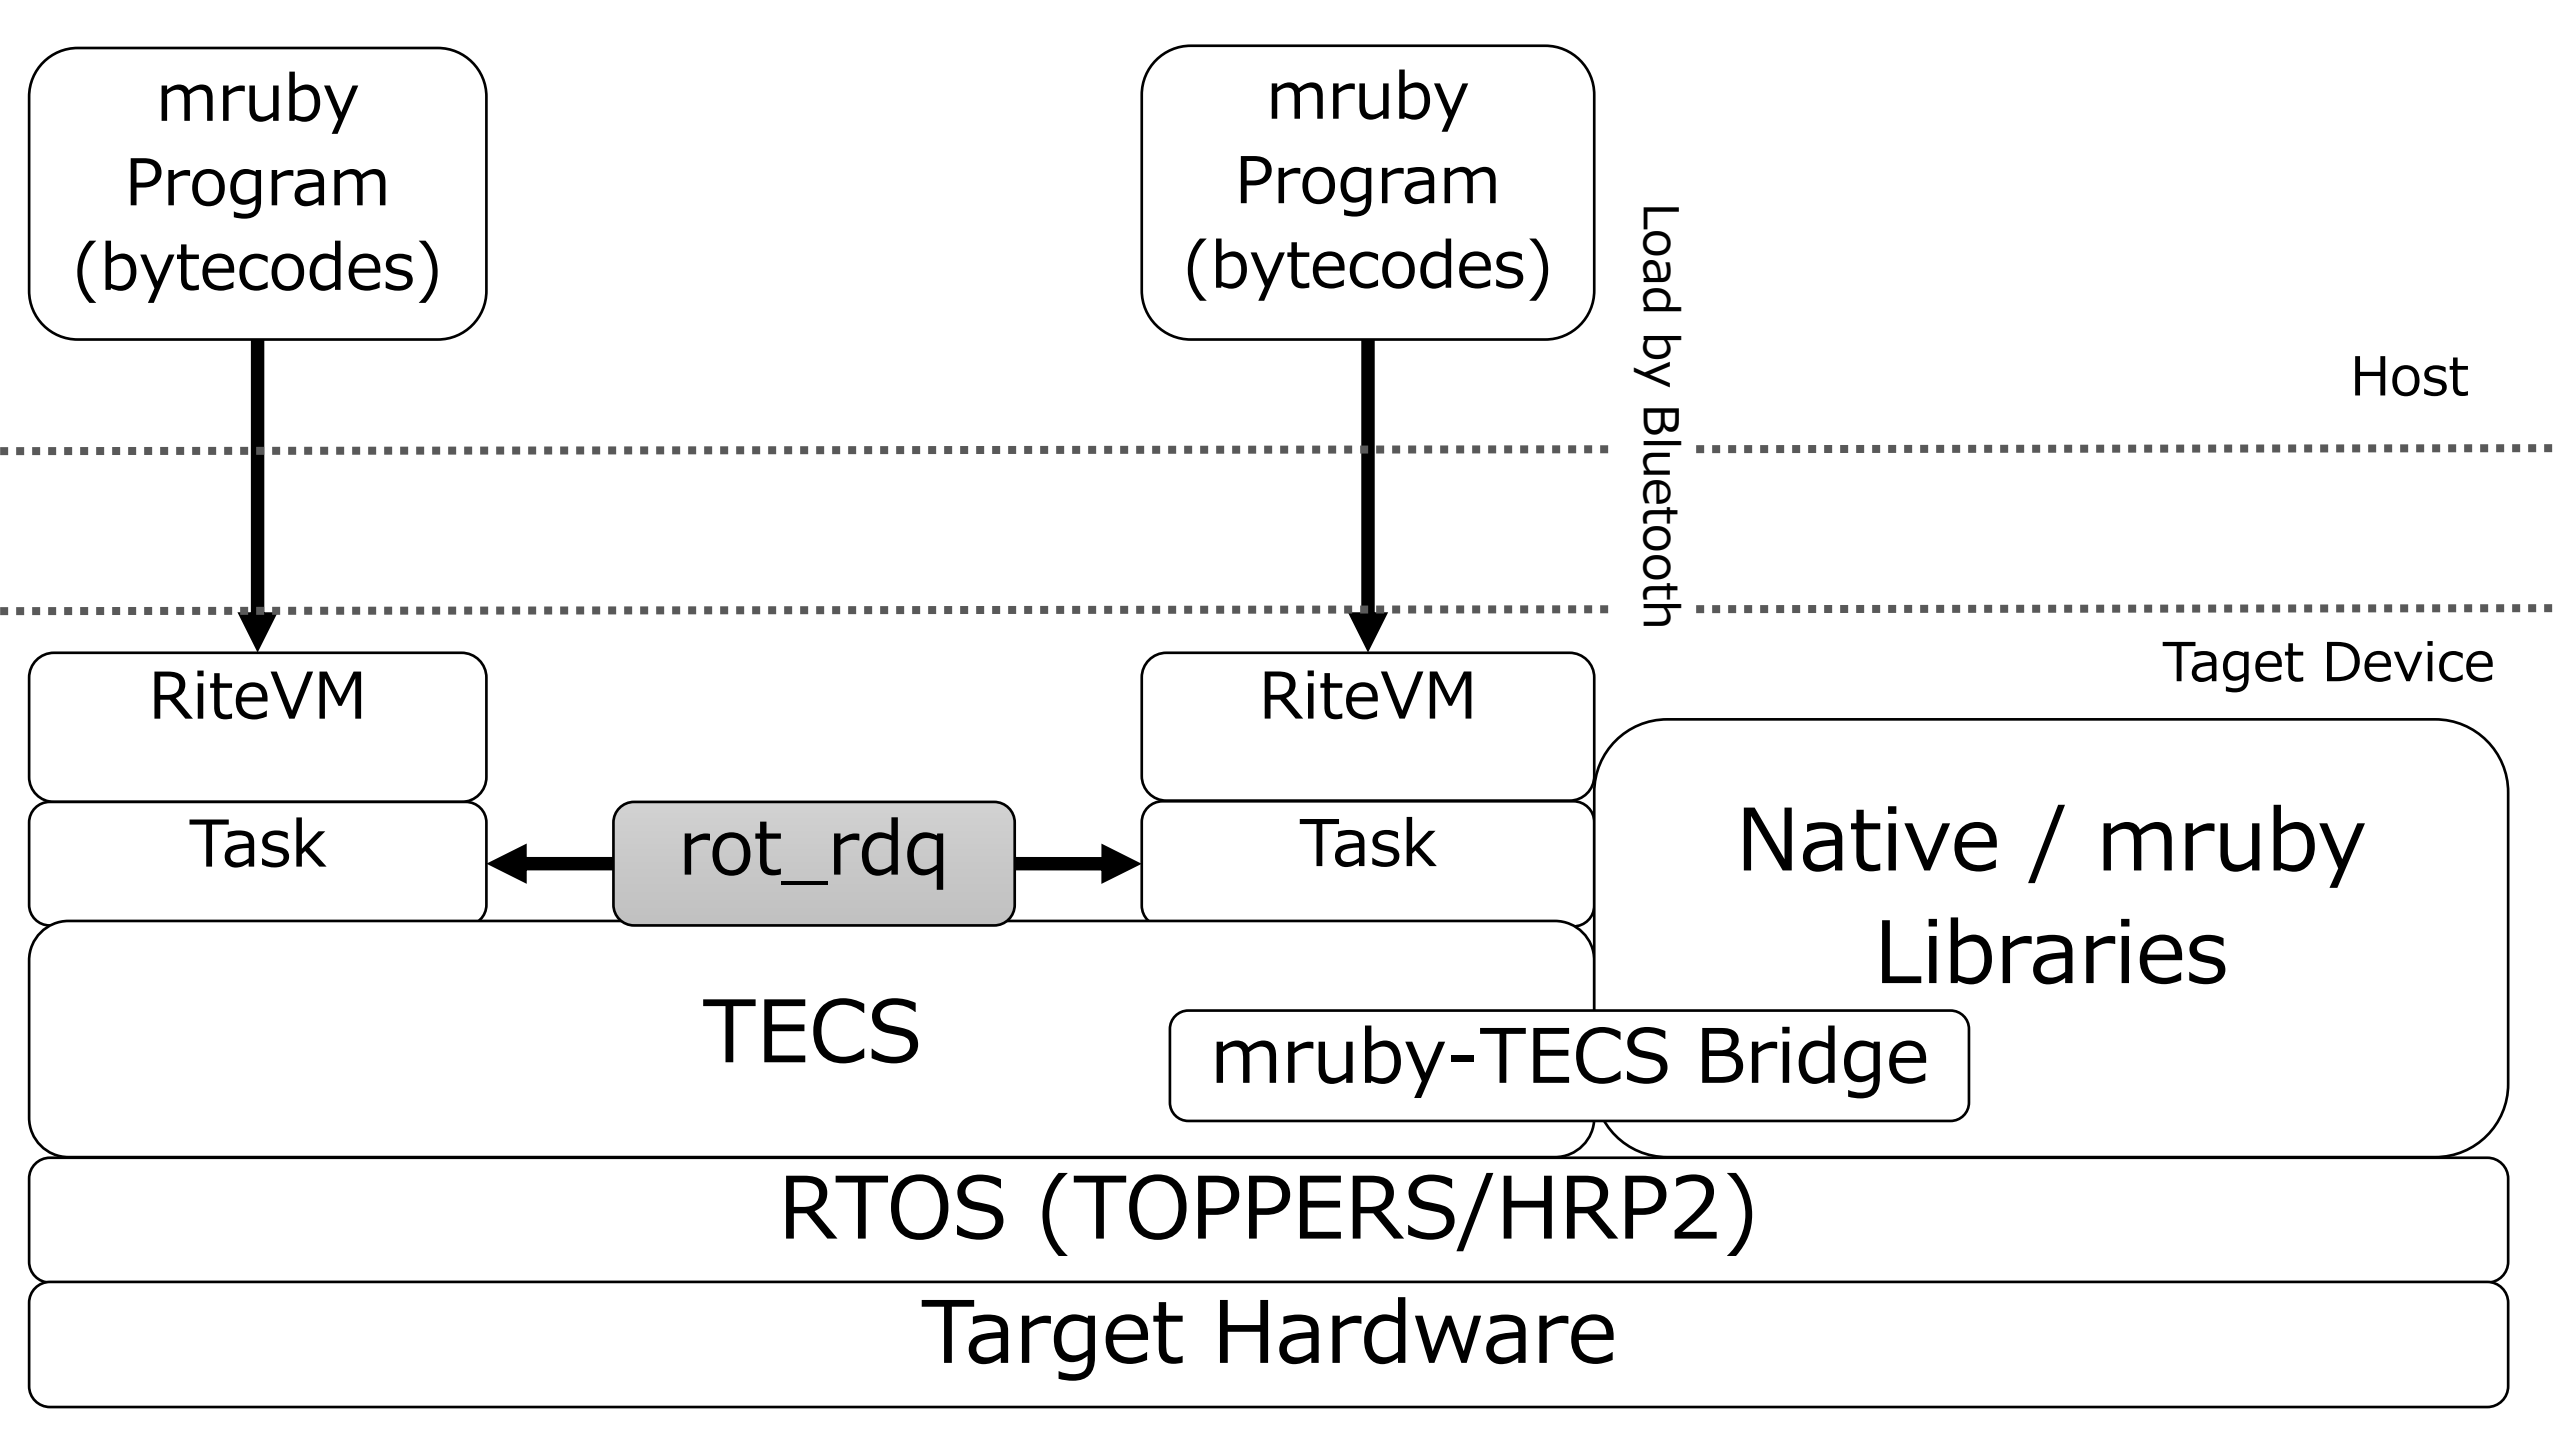 mruby
Program
(bytecodes)
mruby
Program
(bytecodes)
Load by Bluetooth
Host
Taget Device
RiteVM
RiteVM
Task
rot_rdq
Task
Native / mruby
Libraries
TECS
mruby-TECS Bridge
RTOS (TOPPERS/HRP2)
Target Hardware